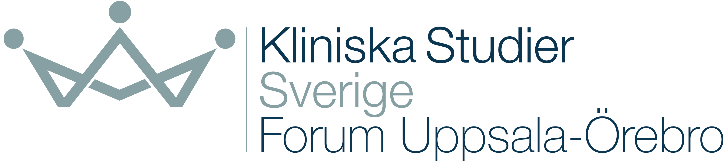 Kliniska Studier
Sverige
Forum Uppsala-Örebro